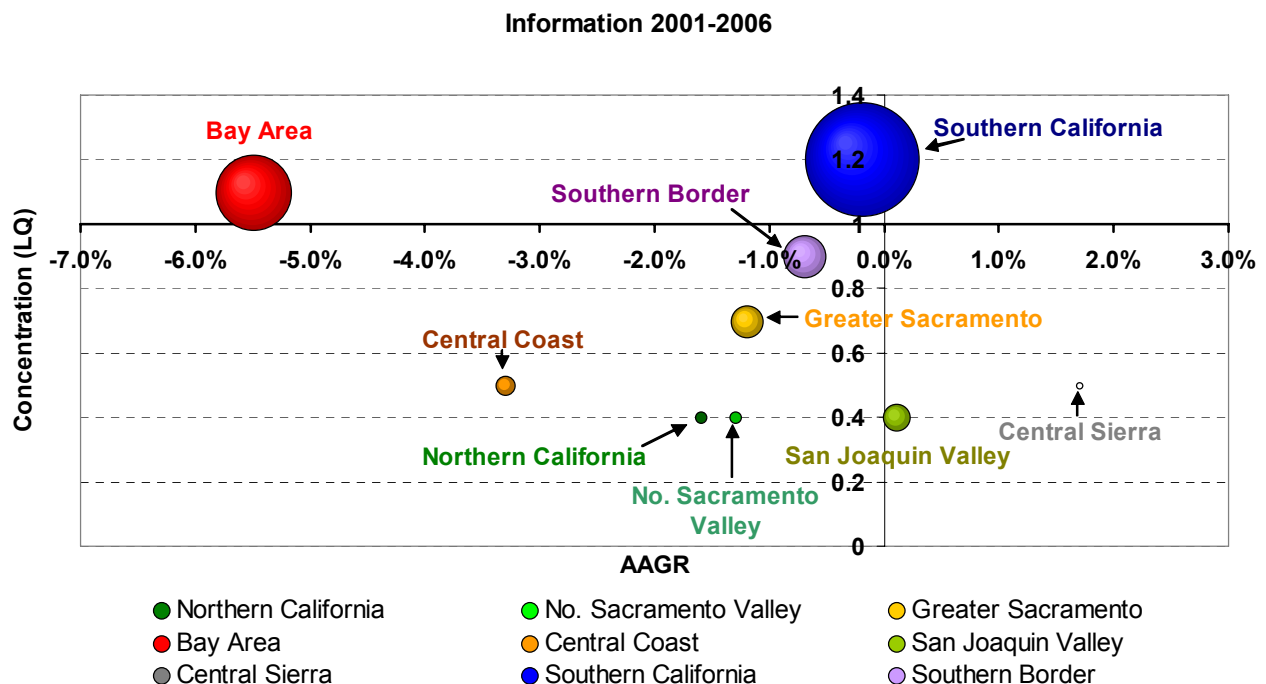 Information 2001-2006
1.4
Bay Area
Southern California
1.2
Southern Border
1
-7.0% -6.0% -5.0% -4.0% -3.0% -2.0% -1.0% 0.0% 1.0% 2.0% 3.0%
Concentration (LQ)
0.8
Greater Sacramento
Central Coast
0.6
0.4
Central Sierra
Northern California
San Joaquin Valley
0.2
No. Sacramento
Valley
0
AAGR
Northern California No. Sacramento Valley Greater Sacramento
Bay Area Central Coast San Joaquin Valley
Central Sierra Southern California Southern Border